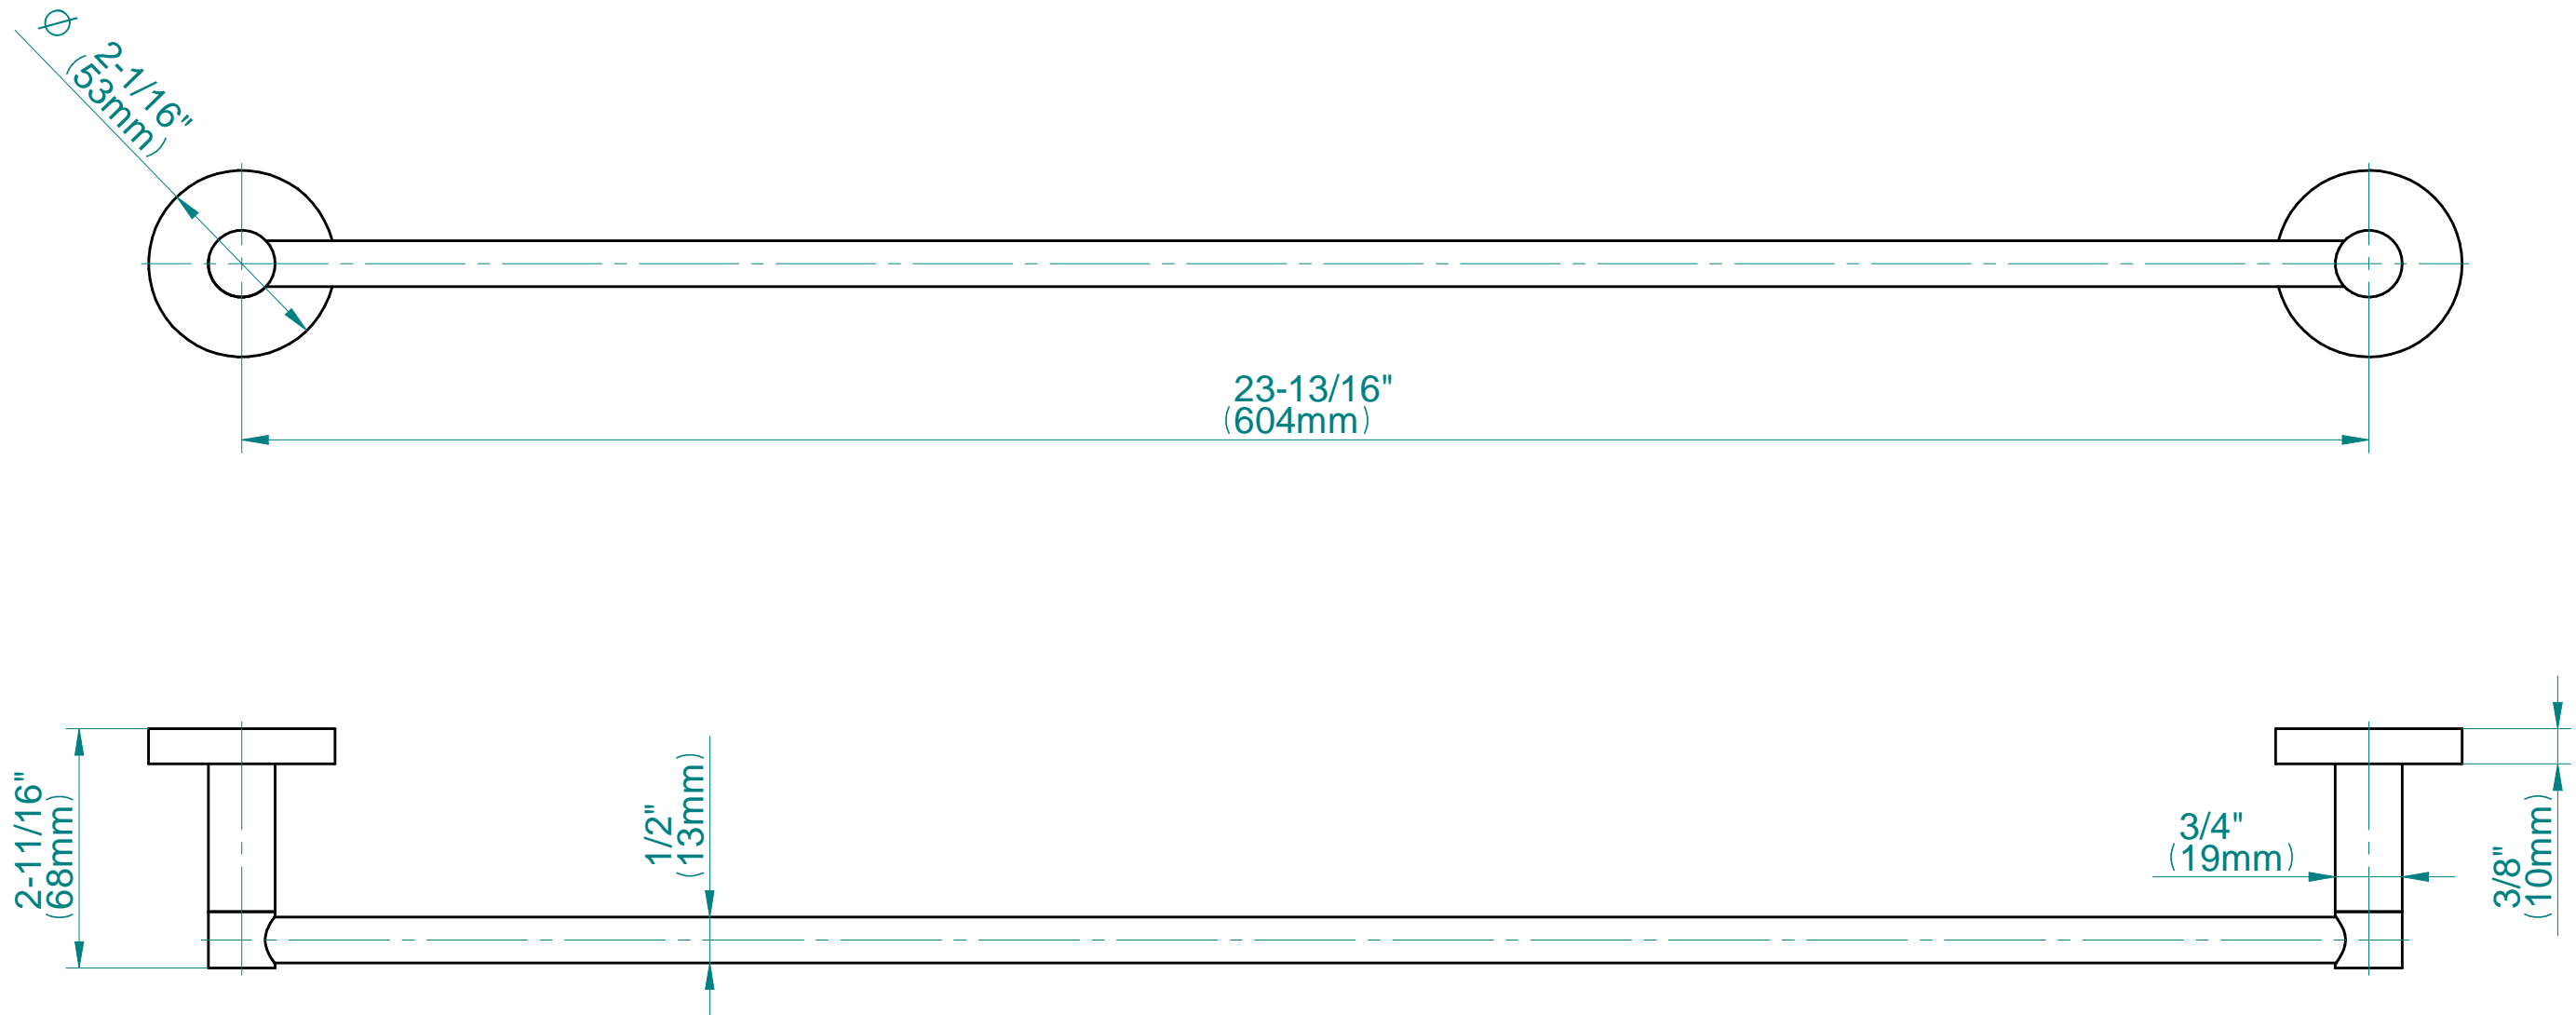 ⌀ 2-1/16"
(53mm)
23-13/16"
(604mm)
2-11/16"
(68mm)
1/2"
(13mm)
3/4"
(19mm)
3/8"
(10mm)